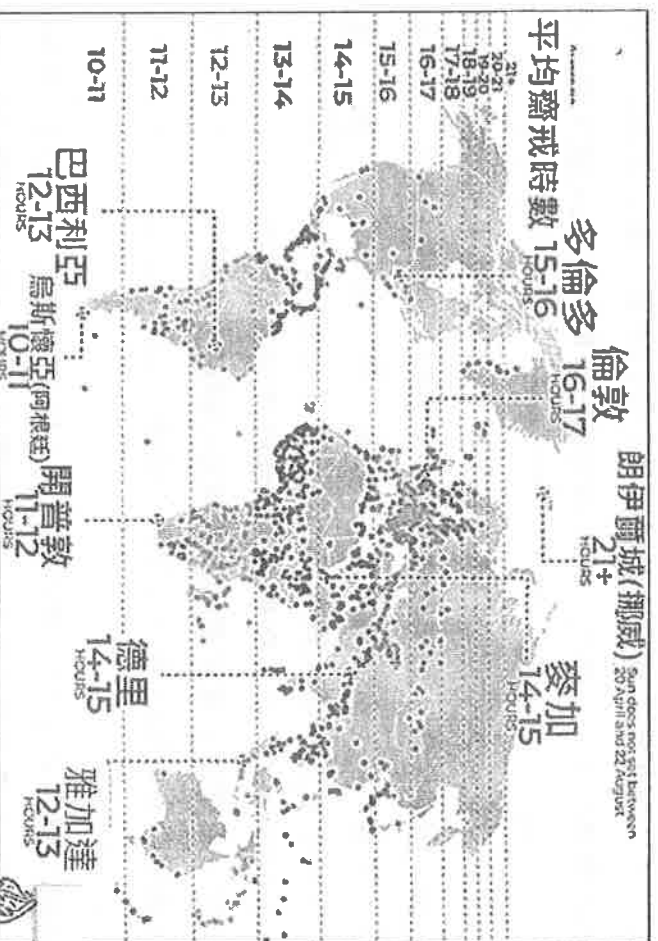 平均齋戒時數
21+
20-21
19-20
18-19
17-18
16-17
15-16
14-15
13-14
12-13
11-12
10-11
多倫多
15-16
HOURS
倫敦
16-17
HOURS
朗伊爾城(挪威)
21+
HOURS
Sun does not set between
20 April and 22 August
麥加
14-15
HOURS
巴西利亞
12-13
HOURS
烏斯懷亞(阿根廷)
10-11
HOURS
開普敦
11-12
HOURS
德里
14-15
HOURS
雅加達
12-13
HOURS